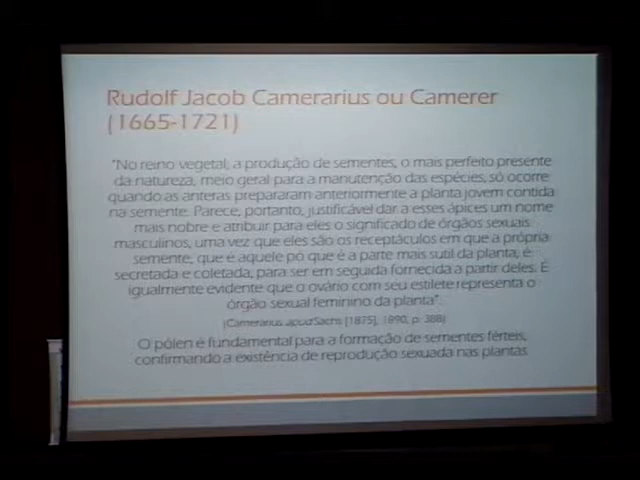 Rudolf Jacob Camerarius ou Camerer
(1665-1721)
"No reino vegetal, a produção de sementes, o mais perfeito presente
da natureza, meio geral para a manutenção das espécies, só ocorre
quando as anteras prepararam anteriormente a planta jovem contida
na semente. Parece, portanto, justificável dar a esses ápices um nome
mais nobre e atribuir para eles o significado de órgãos sexuais
masculinos, uma vez que eles são os receptáculos em que a própria
semente, que é aquele pó que é a parte mais sutil da planta, é
secretada e coletada, para ser em seguida fornecida a partir deles. É
igualmente evidente que o ovário com seu estilete representa o
órgão sexual feminino da planta".
(Camerarius apud Sachs [1875], 1890, p. 388)
O pólen é fundamental para a formação de sementes férteis,
confirmando a existência de reprodução sexuada nas plantas